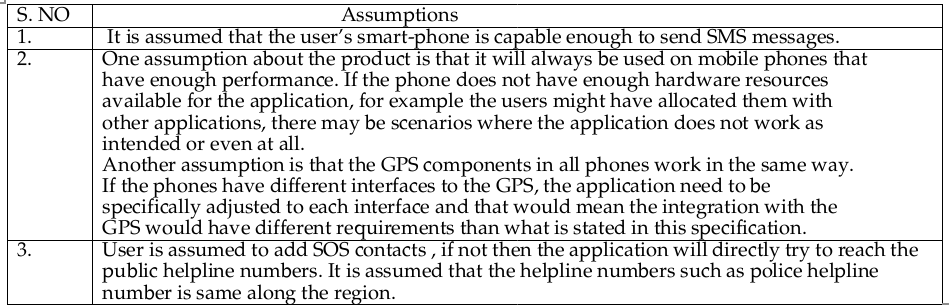 S. NO Assumptions
1. It is assumed that the user's smart-phone is capable enough to send SMS messages.
2. One assumption about the product is that it will always be used on mobile phones that
have enough performance. If the phone does not have enough hardware resources
available for the application, for example the users might have allocated them with
other applications, there may be scenarios where the application does not work as
intended or even at all.
Another assumption is that the GPS components in all phones work in the same way.
If the phones have different interfaces to the GPS, the application need to be
specifically adjusted to each interface and that would mean the integration with the
GPS would have different requirements than what is stated in this specification.
3. User is assumed to add SOS contacts , if not then the application will directly try to reach the
public helpline numbers. It is assumed that the helpline numbers such as police helpline
number is same along the region.